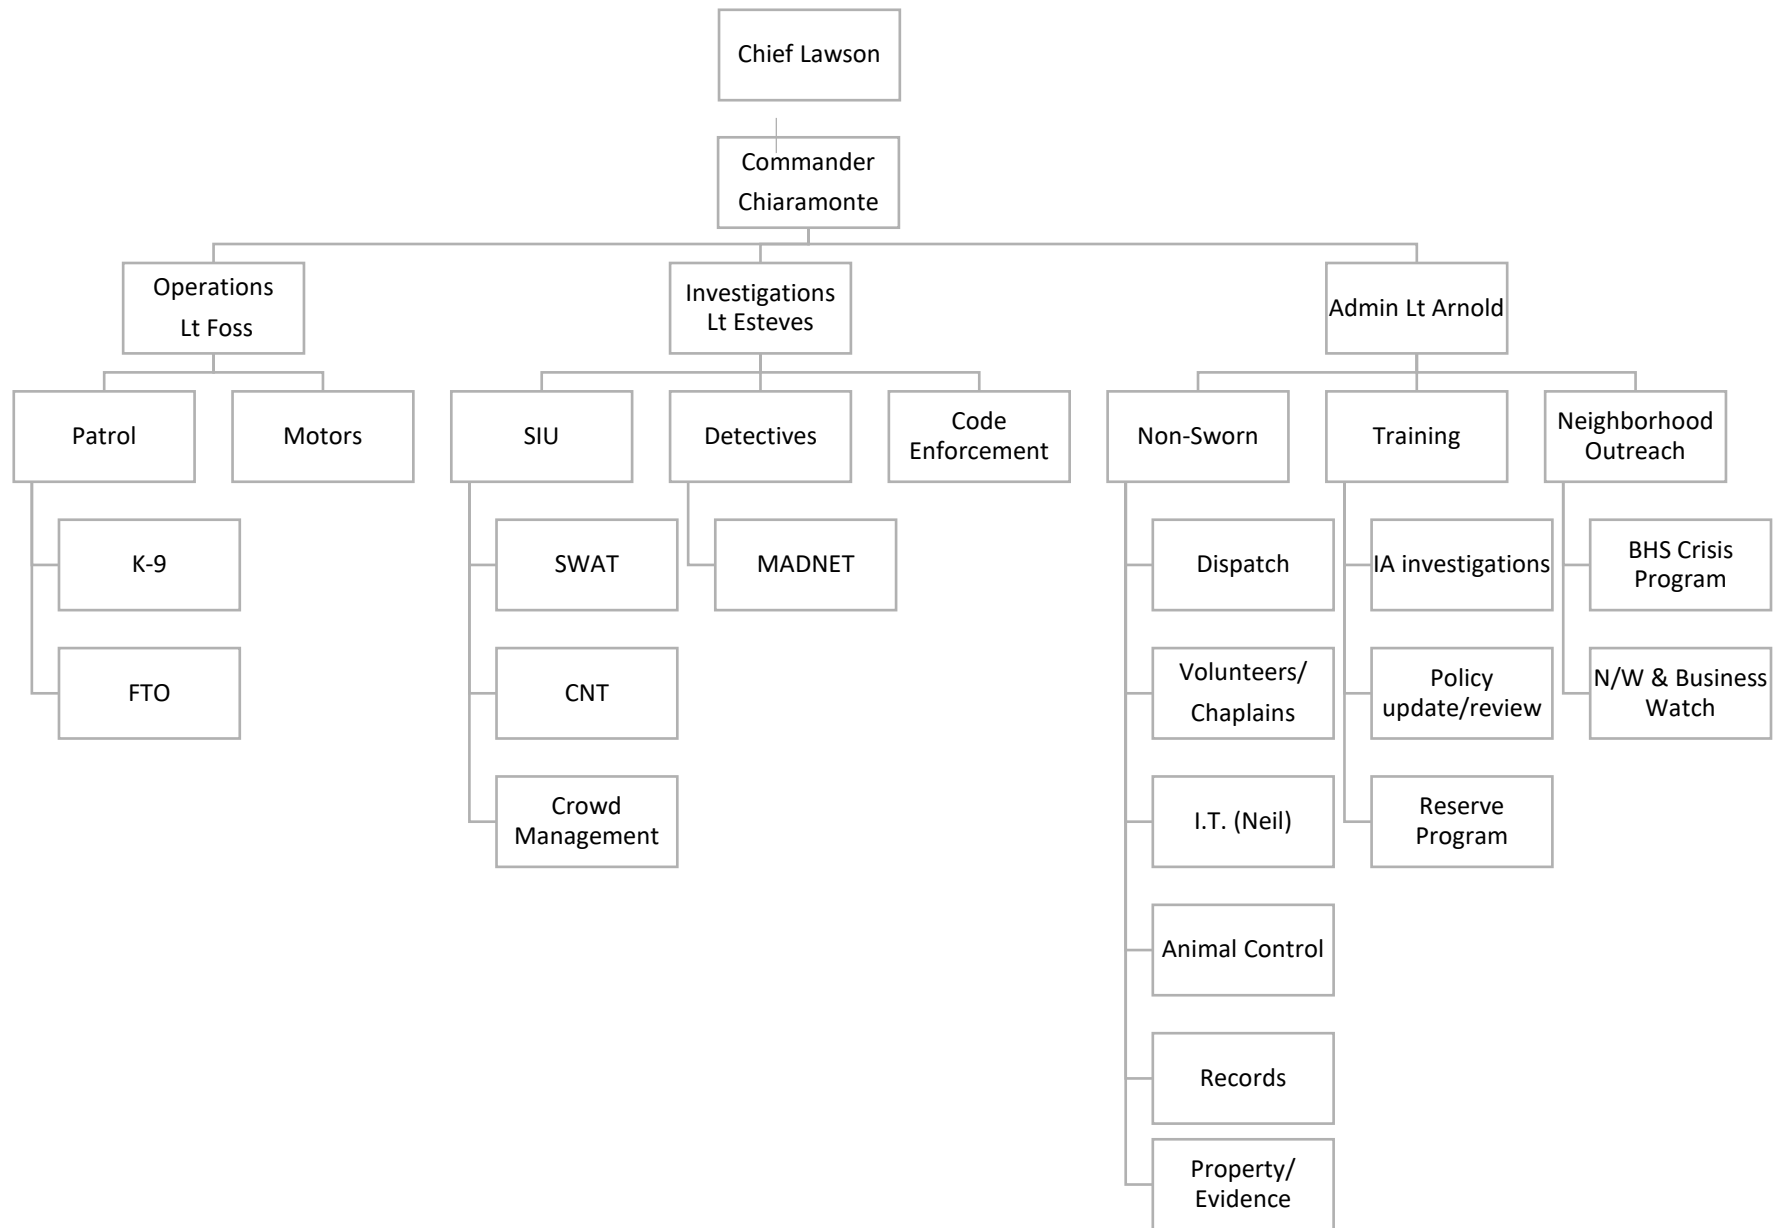 Chief Lawson
Commander
Chiaramonte
Operations
Lt Foss
Investigations
Lt Esteves
Admin Lt Arnold
Patrol
Motors
SIU
Detectives
Code
Enforcement
Non-Sworn
Training
Neighborhood
Outreach
K-9
SWAT
MADNET
Dispatch
IA investigations
BHS Crisis
Program
FTO
CNT
Volunteers/
Chaplains
Policy
update/review
N/W & Business
Watch
Crowd
Management
I.T. (Neil)
Reserve
Program
Animal Control
Records
Property/
Evidence